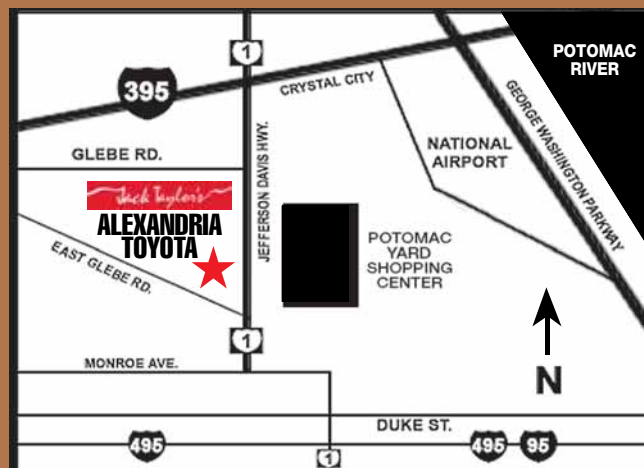 POTOMAC
RIVER
1
395
CRYSTAL CITY
GEORGE WASHINGTON PARKWAY
GLEBE RD.
JEFFERSON DAVIS HWY.
NATIONAL
AIRPORT
Jack Taylor's
ALEXANDRIA
TOYOTA
EAST GLEBE RD.
POTOMAC
YARD
SHOPPING
CENTER
1
MONROE AVE.
N
DUKE ST.
495
1
495
95